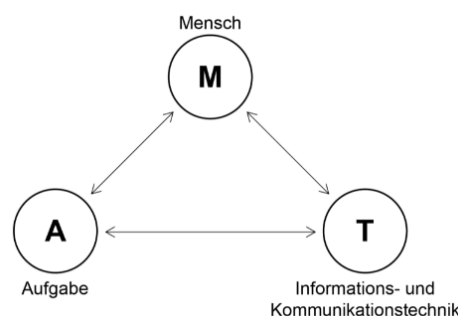 Mensch
M
A
T
Aufgabe
Informations- und
Kommunikationstechnik